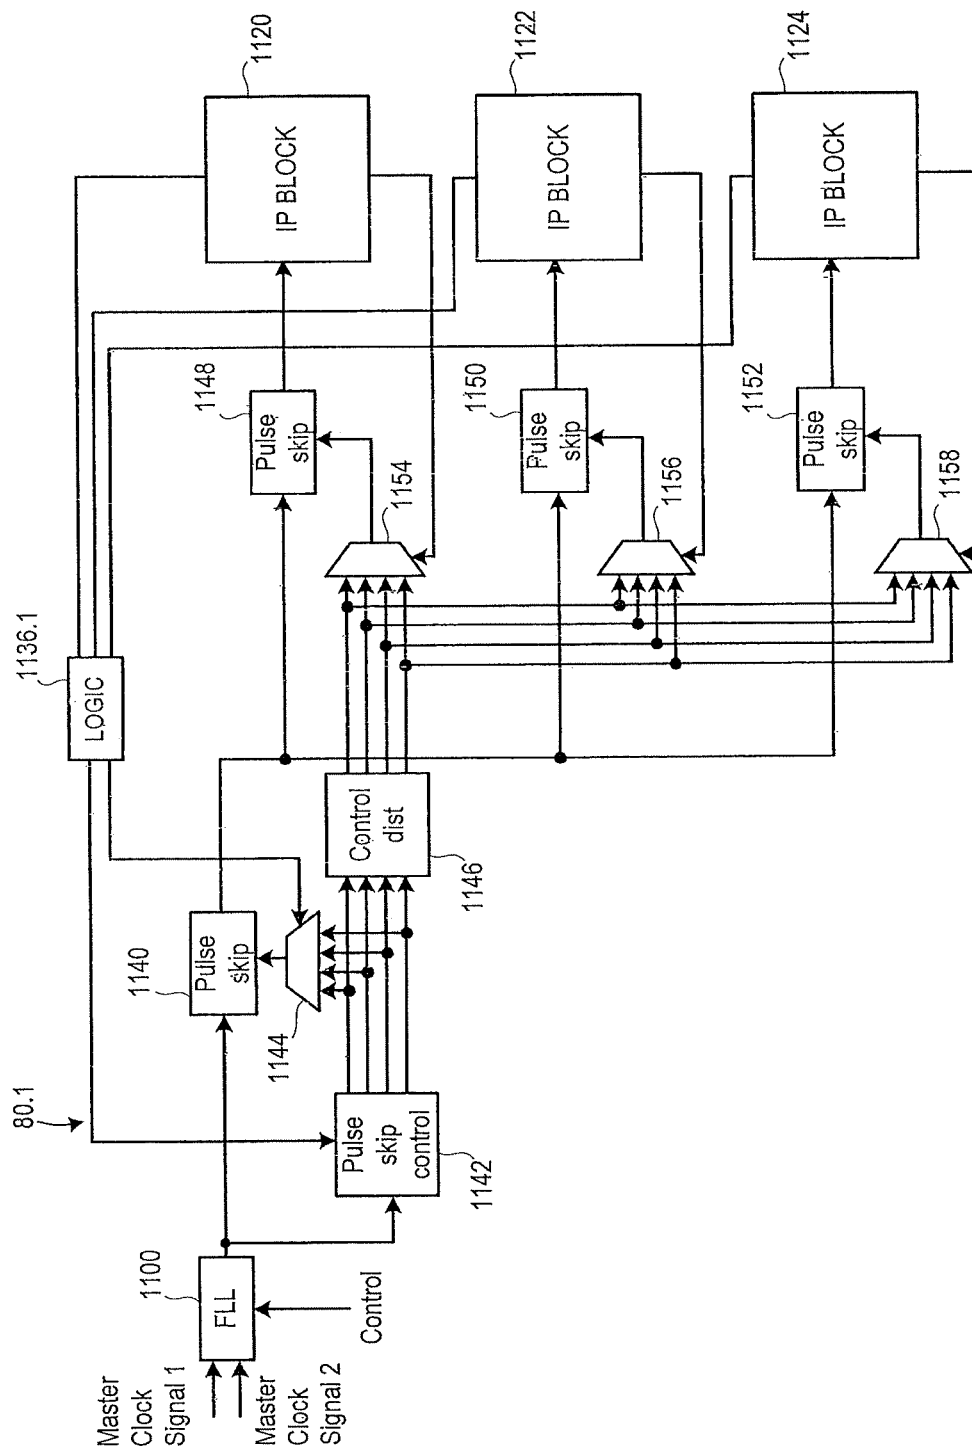 Master
Clock
Signal 1
Master
Clock
Signal 2
FLL
1100
Control
80.1
Pulse
skip
control
1142
Pulse
skip
1140
1144
Control
dist
1146
LOGIC
1136.1
Pulse
skip
1148
1154
IP BLOCK
1120
Pulse
skip
1150
1156
IP BLOCK
1122
Pulse
skip
1152
1158
IP BLOCK
1124